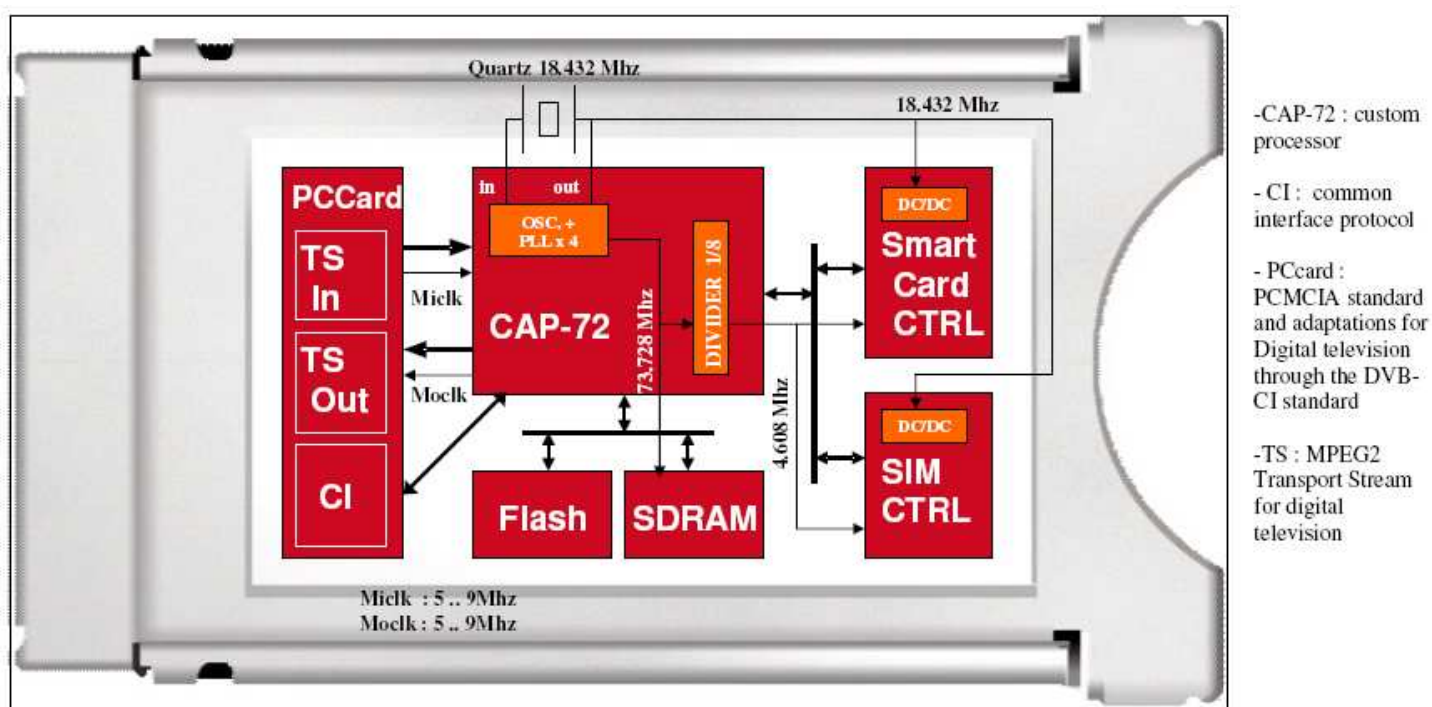 Quartz 18.432 Mhz
18.432 Mhz
in
out
PCCard
TS
In
TS
Out
CI
Miclk
Moclk
OSC, +
PLL x 4
CAP-72
73.728 Mhz
DIVIDER 1/8
4.608 Mhz
DC/DC
Smart
Card
CTRL
DC/DC
SIM
CTRL
Flash
SDRAM
Miclk : 5 .. 9Mhz
Moclk : 5 .. 9Mhz
-CAP-72 : custom
processor
- CI : common
interface protocol
- PCcard :
PCMCIA standard
and adaptations for
Digital television
through the DVB-
CI standard
-TS : MPEG2
Transport Stream
for digital
television